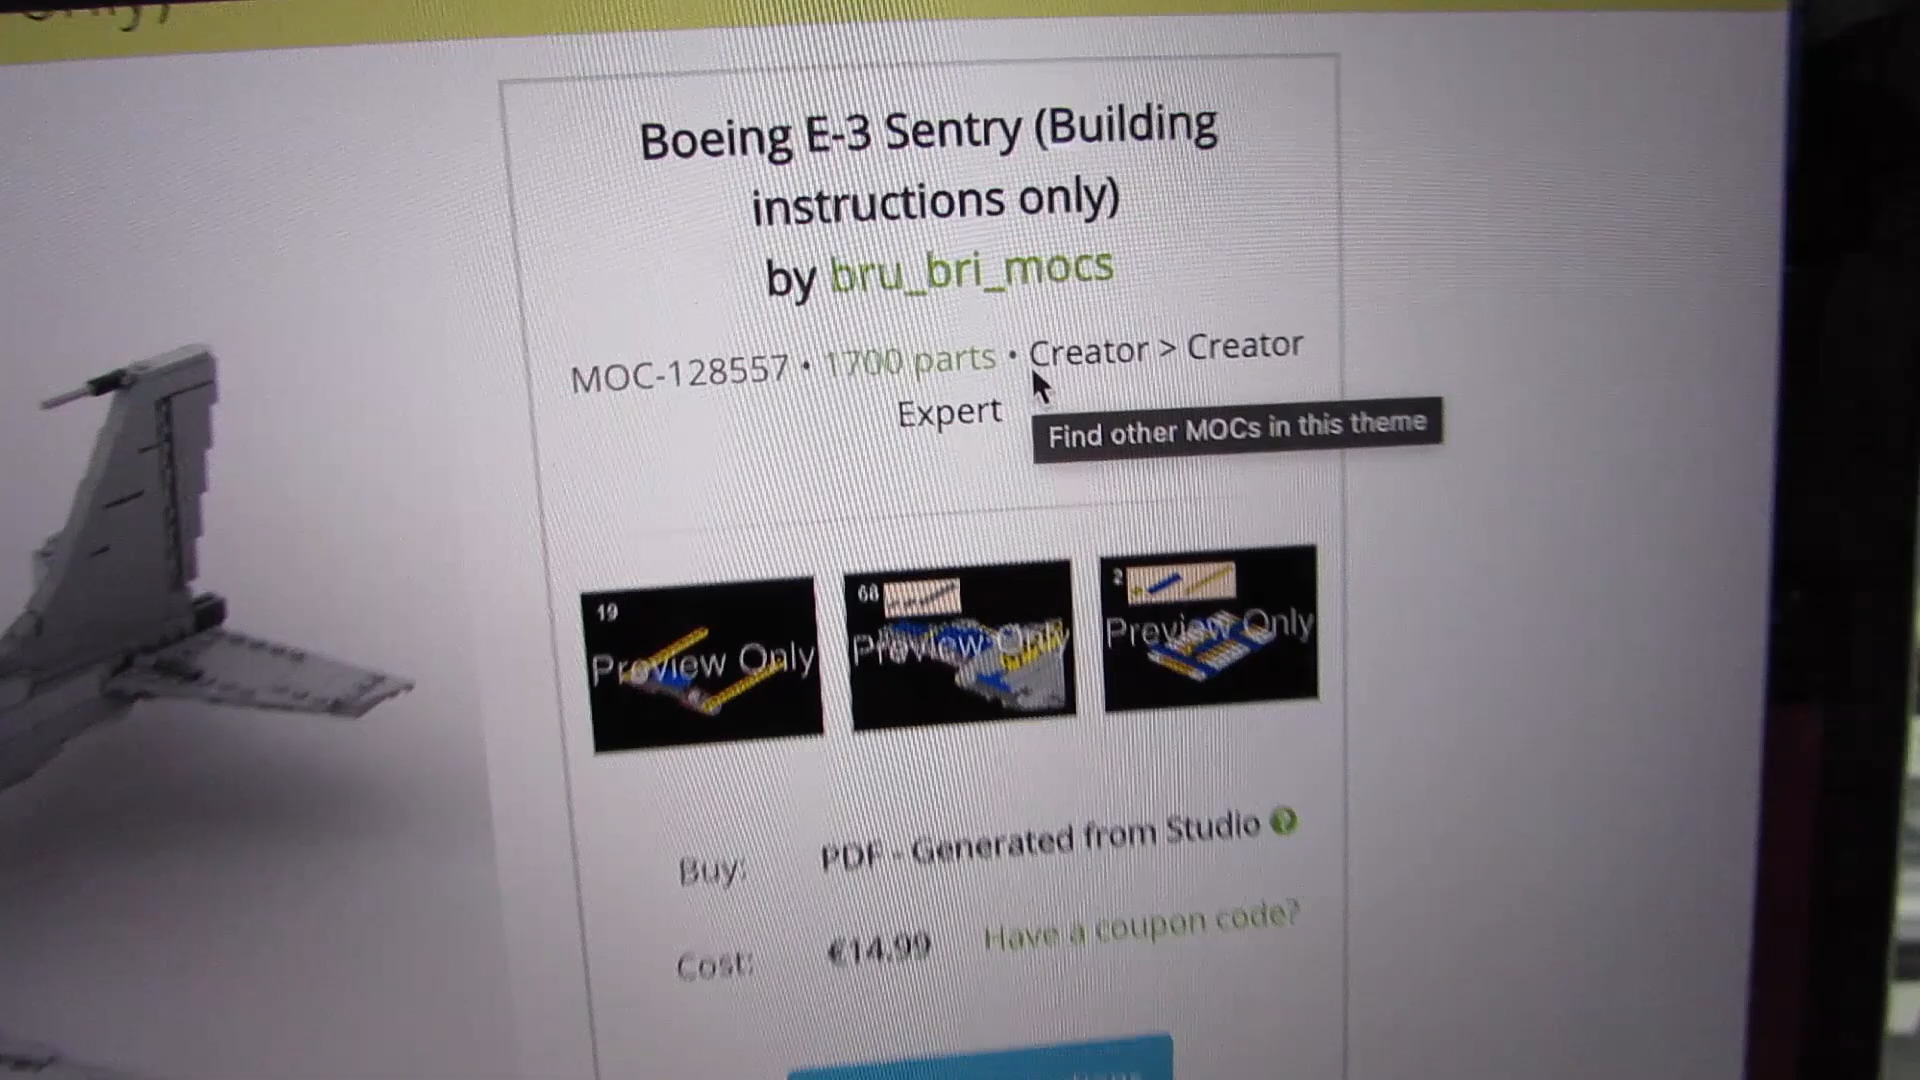 Boeing E-3 Sentry (Building
instructions only)
by bru_bri_mocs
MOC-128557 • 1700 parts • Creator > Creator
Expert
Find other MOCs in this theme
19
Preview Only
68
Preview Only
2
Preview Only
Buy: PDF - Generated from Studio ?
Cost: €14.99 Have a coupon code?